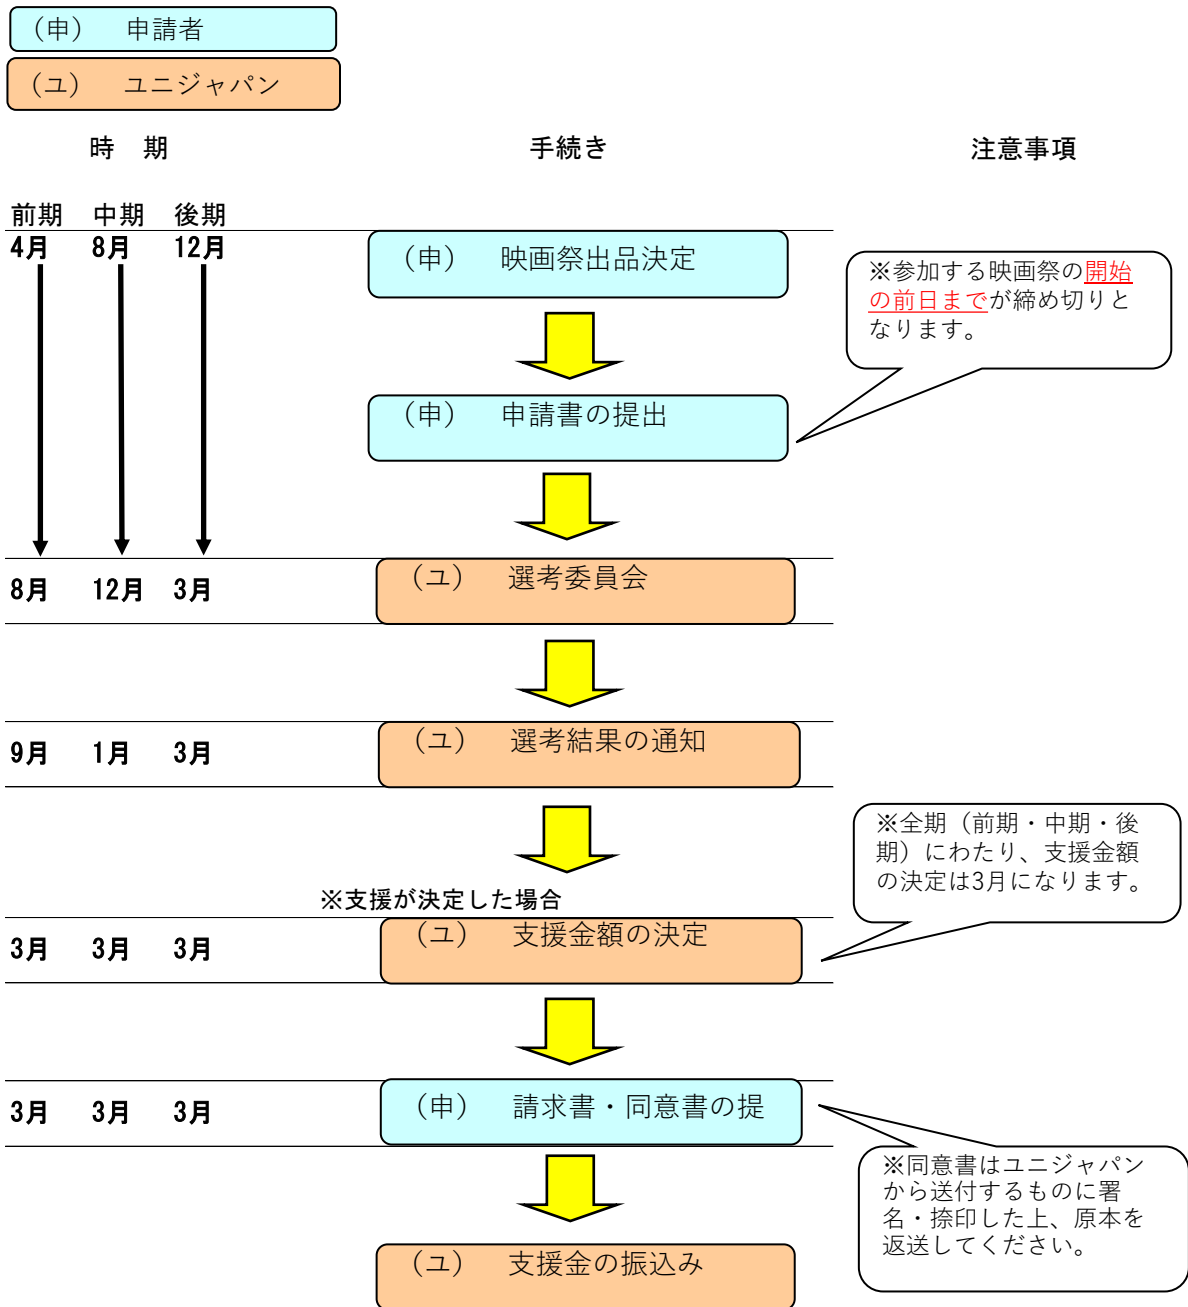 （申）　申請者
（ユ）　ユニジャパン
時　期　手続き　注意事項
前期　中期　後期
4月　8月　12月
（申）　映画祭出品決定
※参加する映画祭の開始
の前日までが締め切りと
なります。
（申）　申請書の提出
8月　12月　3月
（ユ）　選考委員会
9月　1月　3月
（ユ）　選考結果の通知
※全期（前期・中期・後
期）にわたり、支援金額
の決定は3月になります。
※支援が決定した場合
3月　3月　3月
（ユ）　支援金額の決定
3月　3月　3月
（申）　請求書・同意書の提
※同意書はユニジャパン
から送付するものに署
名・捺印した上、原本を
返送してください。
（ユ）　支援金の振込み